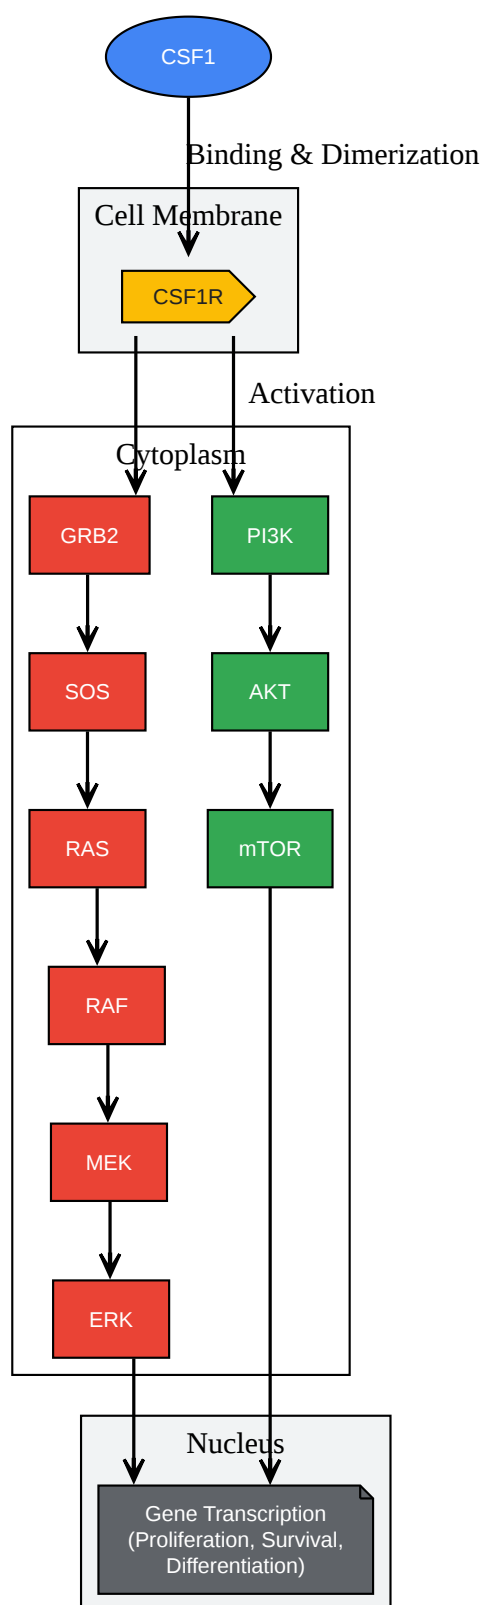 CSF1
Binding & Dimerization
Cell Membrane
CSF1R
Activation
Cytoplasm
GRB2
PI3K
SOS
AKT
RAS
mTOR
RAF
MEK
ERK
Nucleus
Gene Transcription
(Proliferation, Survival,
Differentiation)